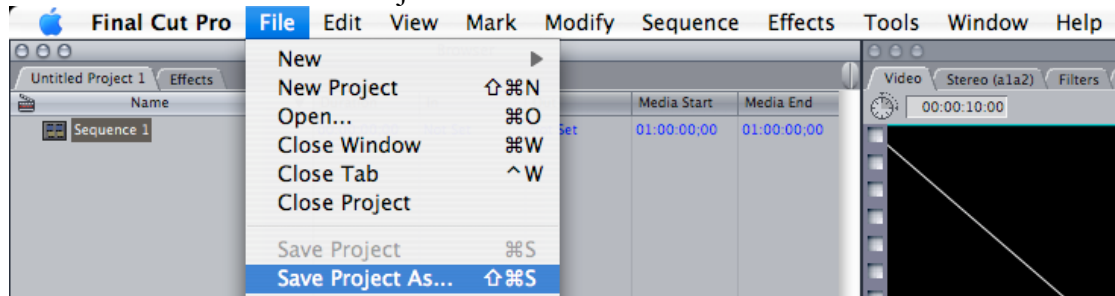 Final Cut Pro File Edit View Mark Modify Sequence Effects Tools Window Help
Untitled Project 1 Effects
Video Stereo (a1a2) Filters
Name Media Start Media End
00:00:10:00
Sequence 1 Set 01:00:00;00 01:00:00;00
New
New Project ⇧⌘N
Open... ⌘O
Close Window ⌘W
Close Tab ^W
Close Project
Save Project ⌘S
Save Project As... ⇧⌘S